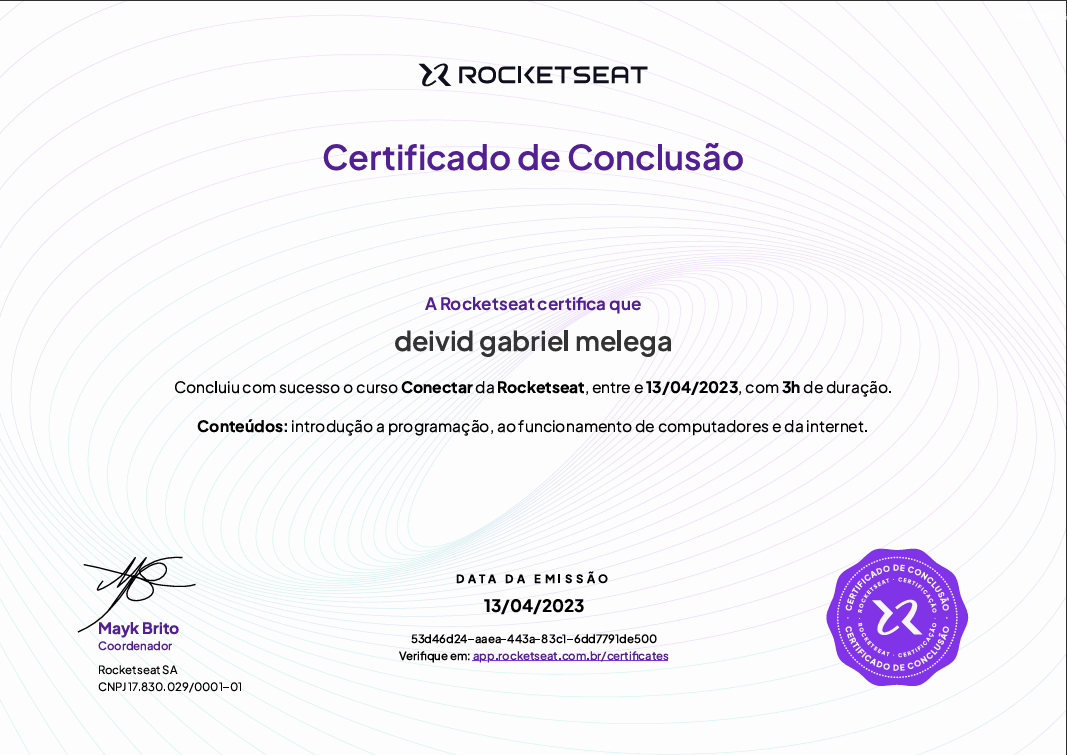 ROCKETSEAT
Certificado de Conclusão
A Rocketseat certifica que
deivid gabriel melega
Concluiu com sucesso o curso Conectar da Rocketseat, entre e 13/04/2023, com 3h de duração.
Conteúdos: introdução a programação, ao funcionamento de computadores e da internet.
Mayk Brito
Coordenador
Rocketseat SA
CNPJ 17.830.029/0001-01
DATA DA EMISSÃO
13/04/2023
53d46d24-aaea-443a-83c1-6dd7791de500
Verifique em: app.rocketseat.com.br/certificates
CERTIFICADO DE CONCLUSÃO
ROCKETSEAT · CERTIFICAÇÃO
ROCKETSEAT · CERTIFICAÇÃO
CERTIFICADO DE CONCLUSÃO